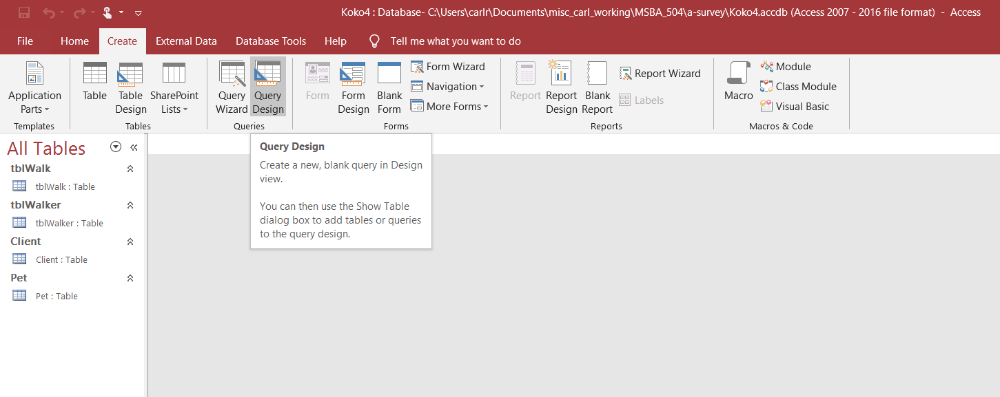 Koko4 : Database- C:\Users\carlr\Documents\misc_carl_working\MSBA_504\a-survey\Koko4.accdb (Access 2007 - 2016 file format) - Access
File Home Create External Data Database Tools Help Tell me what you want to do
Application Parts
Templates
Table
Table Design
SharePoint Lists
Tables
Query Wizard
Query Design
Queries
Form
Form Design
Blank Form
Form Wizard
Navigation
More Forms
Forms
Report
Report Design
Blank Report
Report Wizard
Labels
Reports
Macro
Module
Class Module
Visual Basic
Macros & Code
All Tables
tblWalk
tblWalk : Table
tblWalker
tblWalker : Table
Client
Client : Table
Pet
Pet : Table
Query Design
Create a new, blank query in Design
view.
You can then use the Show Table
dialog box to add tables or queries
to the query design.